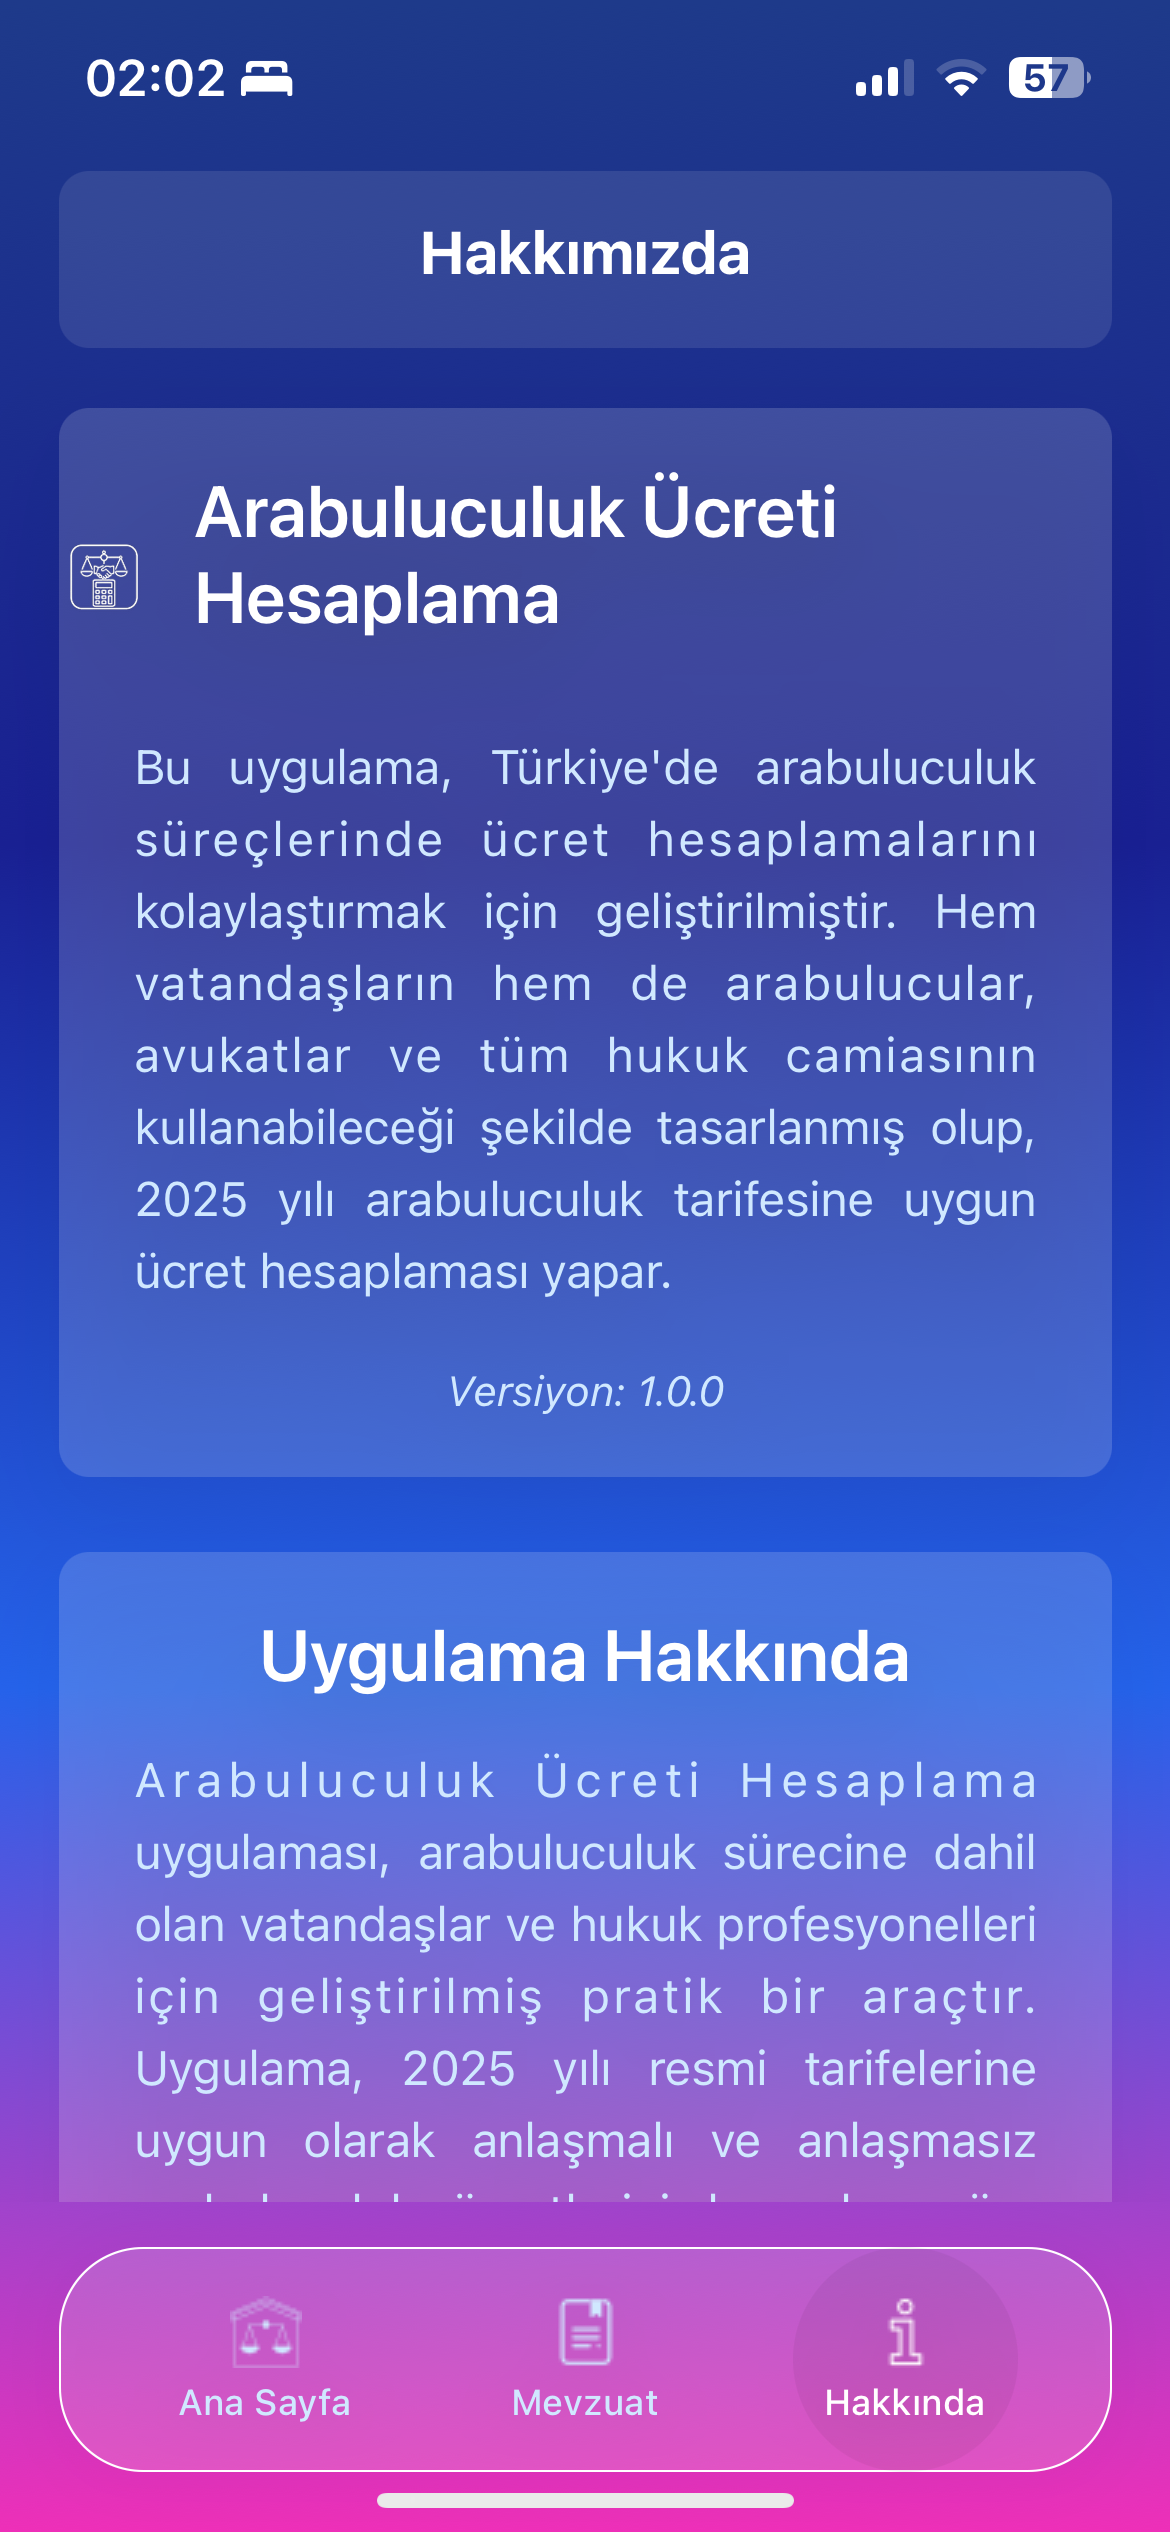 02:02
57
Hakkımızda
Arabuluculuk Ücreti
Hesaplama
Bu uygulama, Türkiye'de arabuluculuk
süreçlerinde ücret hesaplamalarını
kolaylaştırmak için geliştirilmiştir. Hem
vatandaşların hem de arabulucular,
avukatlar ve tüm hukuk camiasının
kullanabileceği şekilde tasarlanmış olup,
2025 yılı arabuluculuk tarifesine uygun
ücret hesaplaması yapar.
Versiyon: 1.0.0
Uygulama Hakkında
Arabuluculuk Ücreti Hesaplama
uygulaması, arabuluculuk sürecine dahil
olan vatandaşlar ve hukuk profesyonelleri
için geliştirilmiş pratik bir araçtır.
Uygulama, 2025 yılı resmi tarifelerine
uygun olarak anlaşmalı ve anlaşmasız
Ana Sayfa
Mevzuat
Hakkında